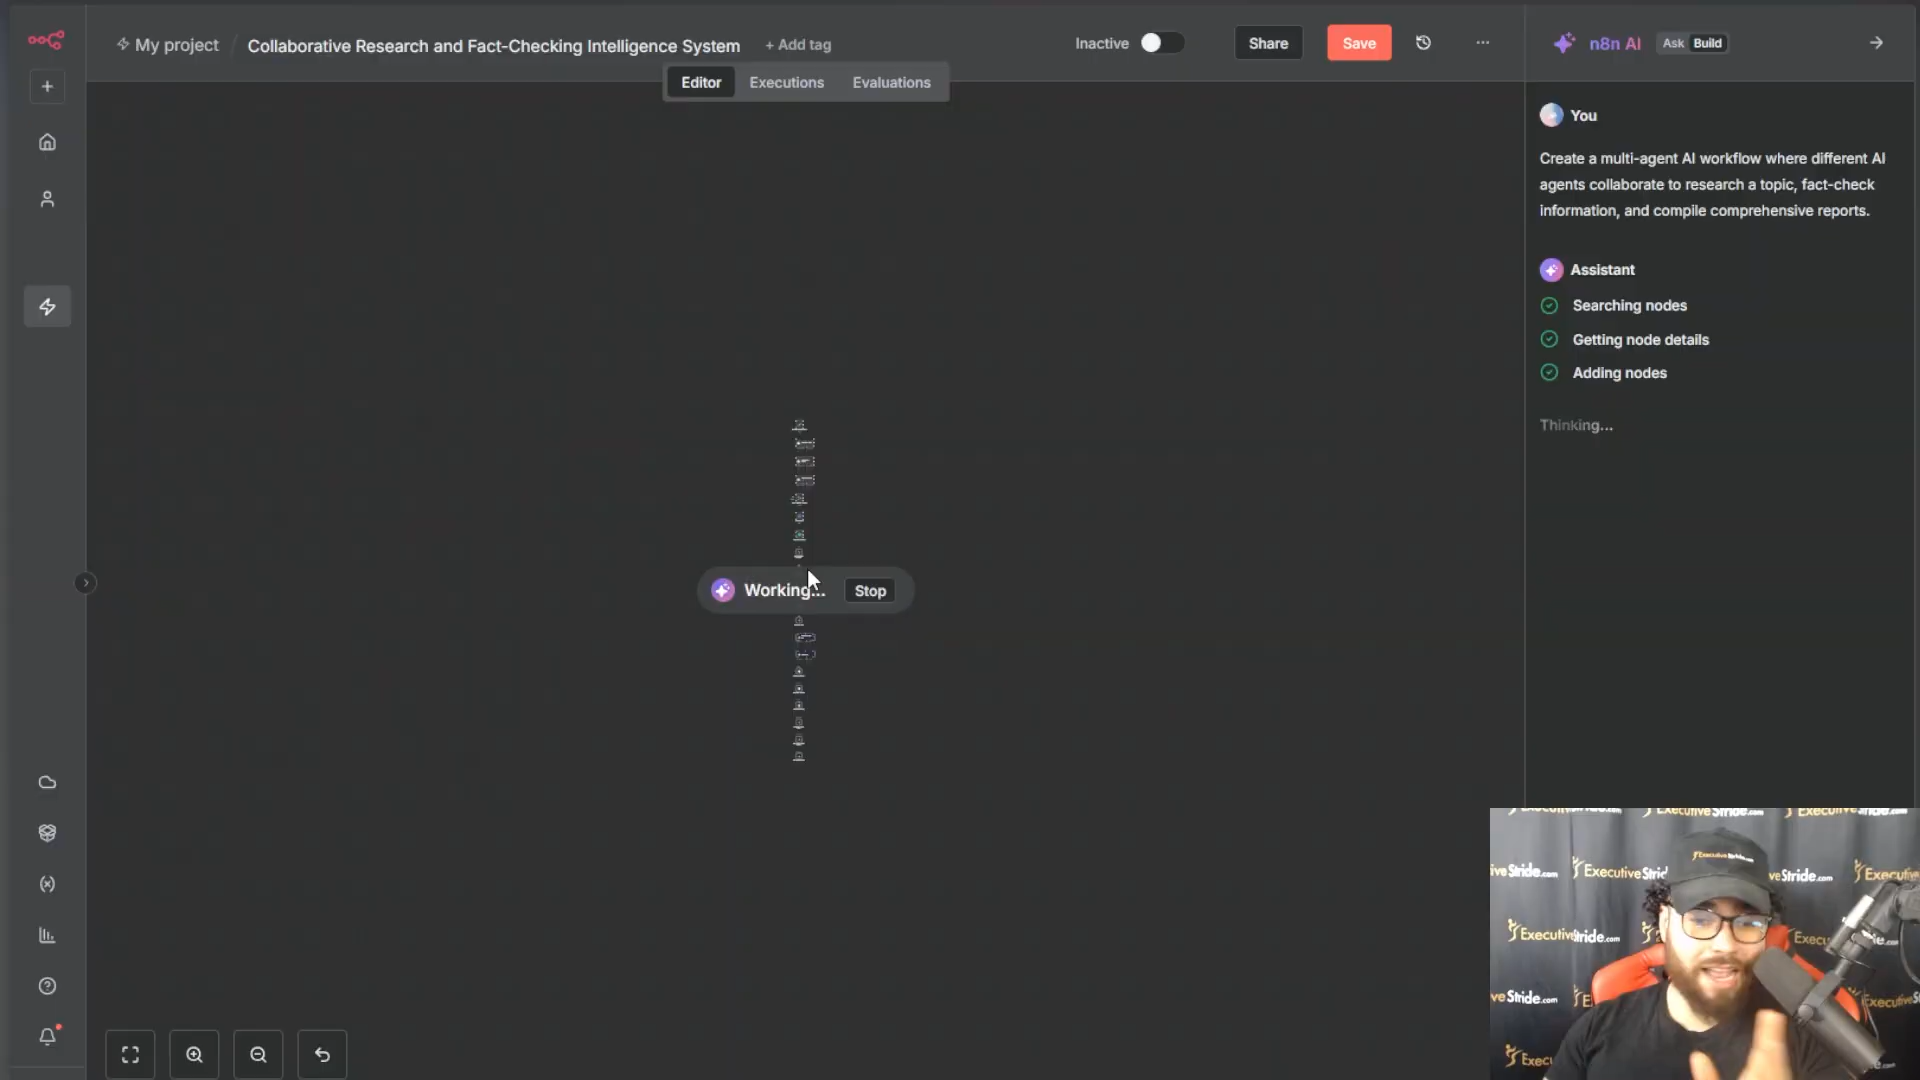 My project / Collaborative Research and Fact-Checking Intelligence System + Add tag
Inactive
Share
Save
...
n8n AI
Ask Build
Editor Executions Evaluations
You
Create a multi-agent AI workflow where different AI
agents collaborate to research a topic, fact-check
information, and compile comprehensive reports.
Assistant
Searching nodes
Getting node details
Adding nodes
Thinking...
Working... Stop
ExecutiveStride.com